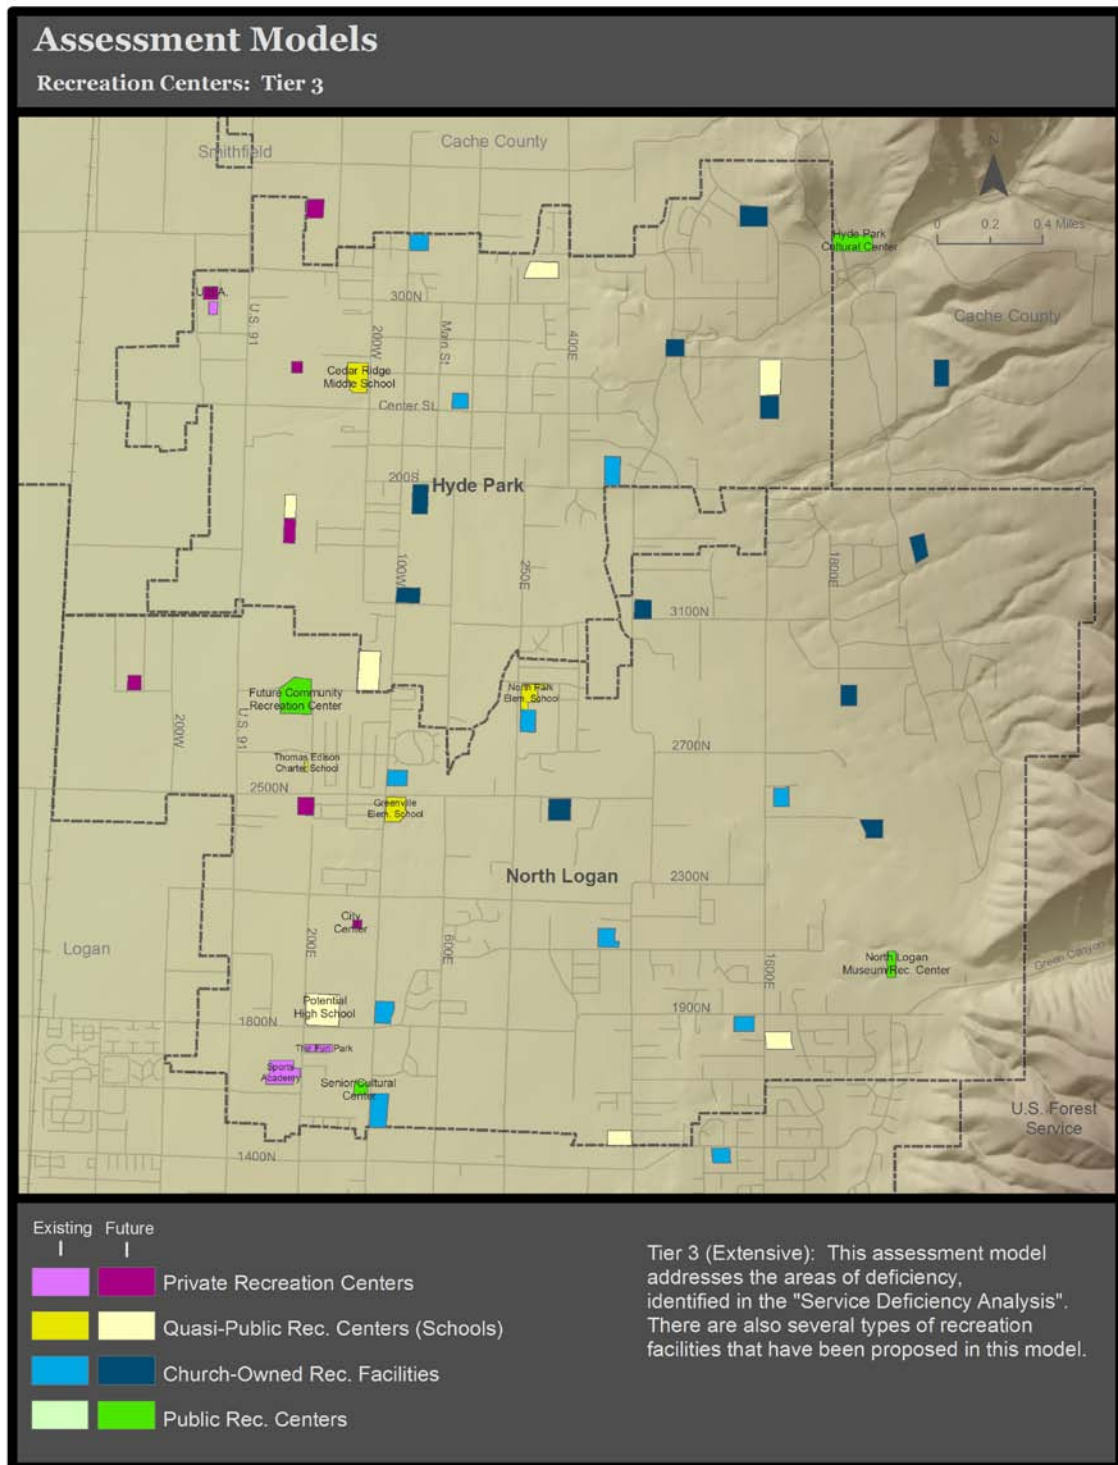 Assessment Models
Recreation Centers: Tier 3
Smithfield
Cache County
N
0 0.2 0.4 Miles
Hyde Park
Cultural Center
300N
U.S. 91
200W
Main St
400E
Cache County
Cedar Ridge
Middle School
Center St.
200S
Hyde Park
100W
250E
1800E
3100N
Future Community
Recreation Center
North Park
Elem. School
200W
U.S. 91
2700N
Thomas Edison
Charter School
2500N
Greenville
Elem. School
2300N
North Logan
City
Center
Logan
200E
600E
1600E
North Logan
Museum/Rec. Center
Green Canyon
Potential
High School
1900N
1800N
The Fun Park
Sports
Academy
Senior/Cultural
Center
U.S. Forest
Service
1400N
Existing Future
Private Recreation Centers
Quasi-Public Rec. Centers (Schools)
Church-Owned Rec. Facilities
Public Rec. Centers
Tier 3 (Extensive): This assessment model
addresses the areas of deficiency,
identified in the "Service Deficiency Analysis".
There are also several types of recreation
facilities that have been proposed in this model.